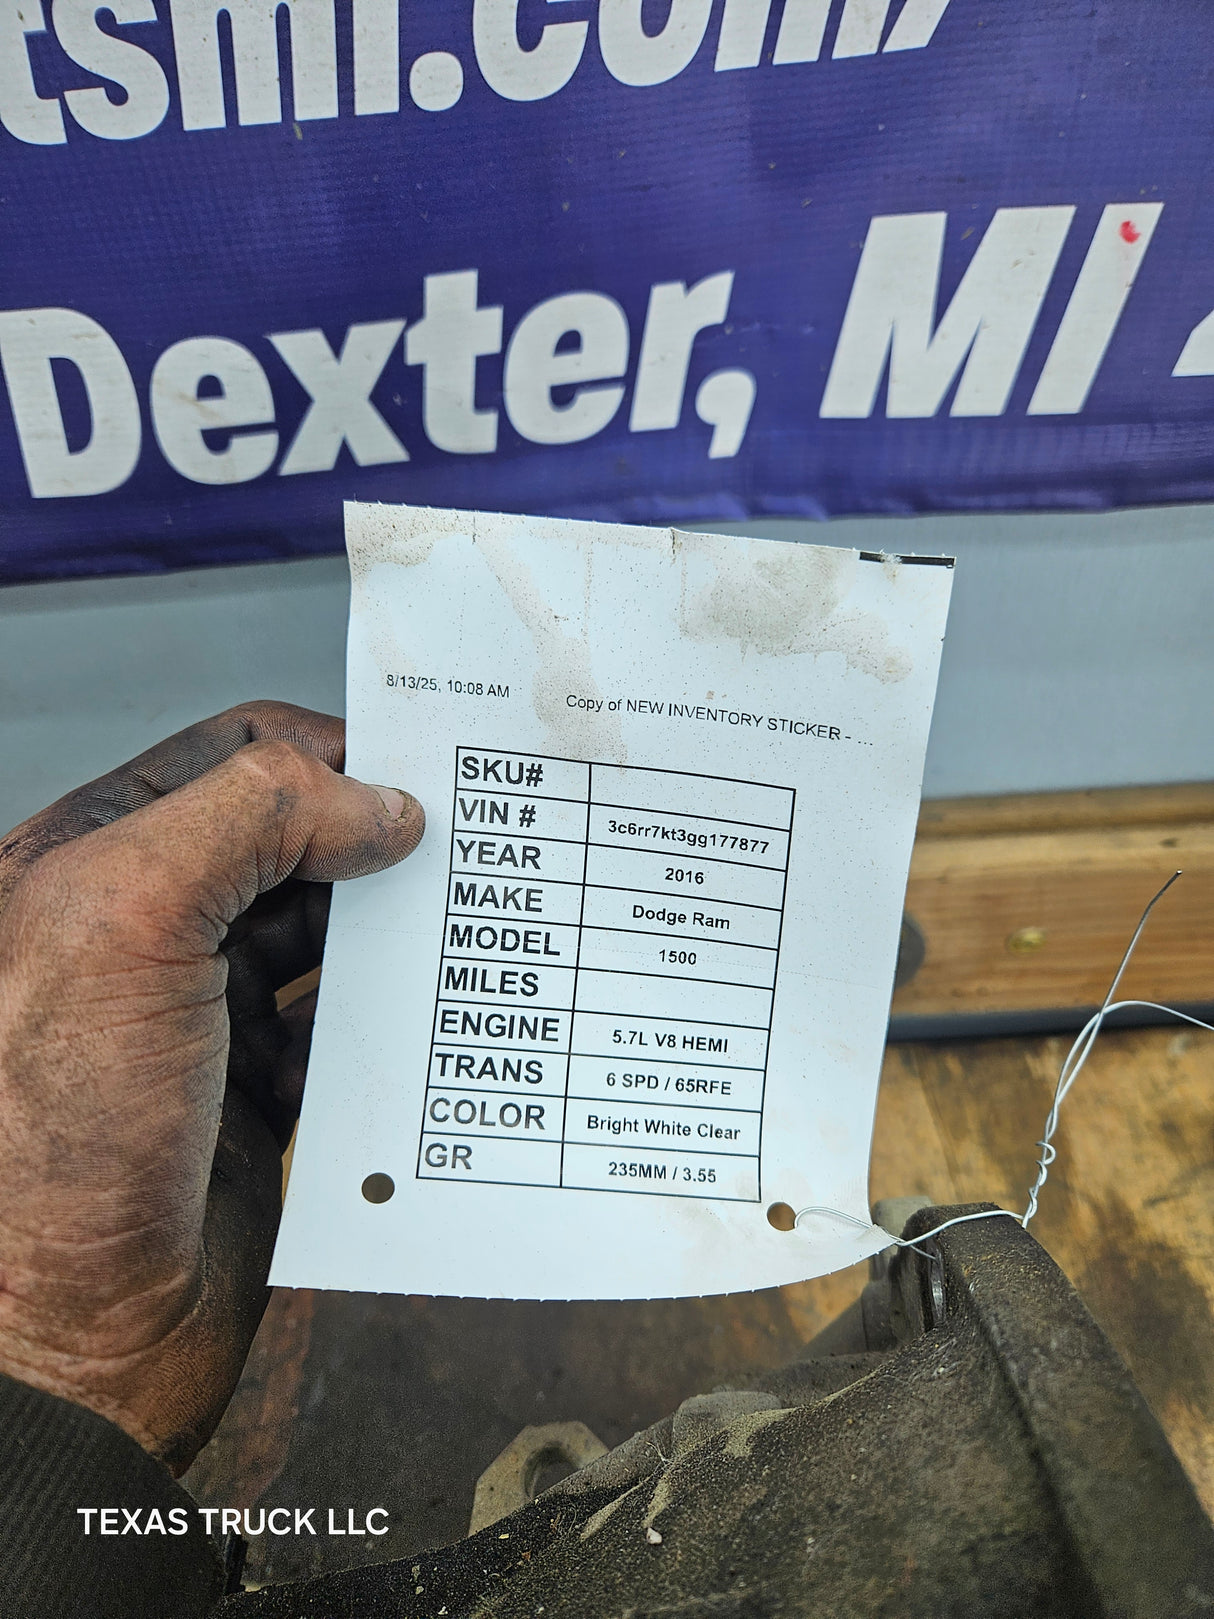 tsmi.com/
Dexter, MI
8/13/25, 10:08 AM
Copy of NEW INVENTORY STICKER - ...
SKU#
VIN # 3c6rr7kt3gg177877
YEAR 2016
MAKE Dodge Ram
MODEL 1500
MILES
ENGINE 5.7L V8 HEMI
TRANS 6 SPD / 65RFE
COLOR Bright White Clear
GR 235MM / 3.55
TEXAS TRUCK LLC